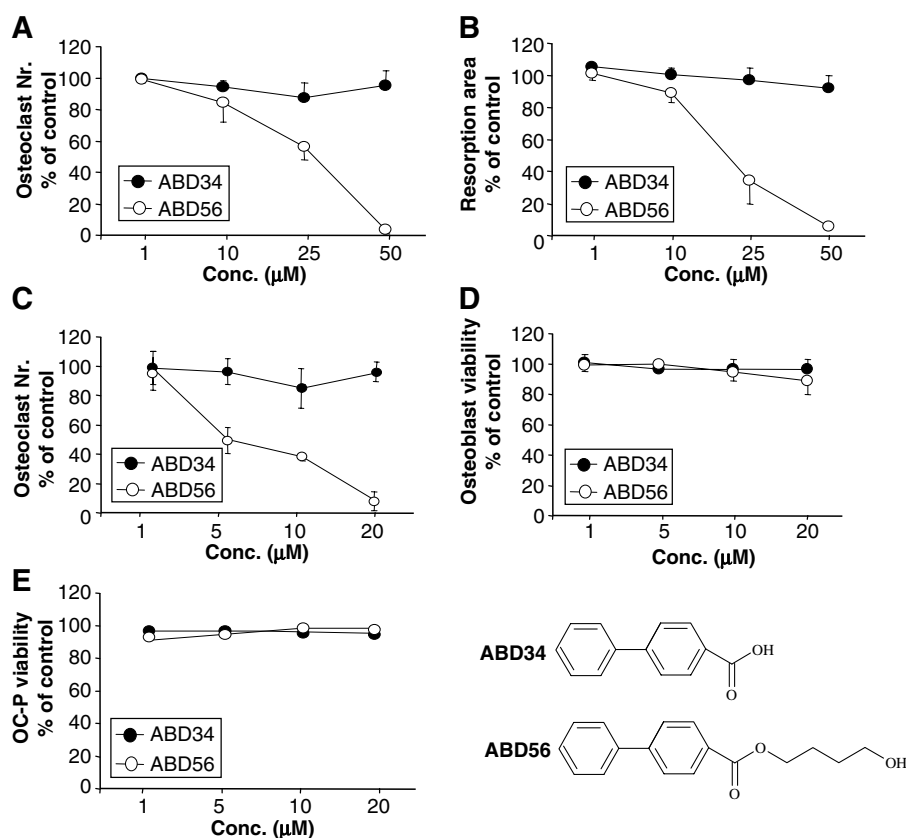 A
Osteoclast Nr.
% of control
120
100
80
60
40
20
0
ABD34
ABD56
1 10 25 50
Conc. (μM)
B
Resorption area
% of control
120
100
80
60
40
20
0
ABD34
ABD56
1 10 25 50
Conc. (μM)
C
Osteoclast Nr.
% of control
120
100
80
60
40
20
0
ABD34
ABD56
1 5 10 20
Conc. (μM)
D
Osteoblast viability
% of control
120
100
80
60
40
20
0
ABD34
ABD56
1 5 10 20
Conc. (μM)
E
OC-P viability
% of control
120
100
80
60
40
20
0
ABD34
ABD56
1 5 10 20
Conc. (μM)
ABD34
OH
O
ABD56
O
OH
O